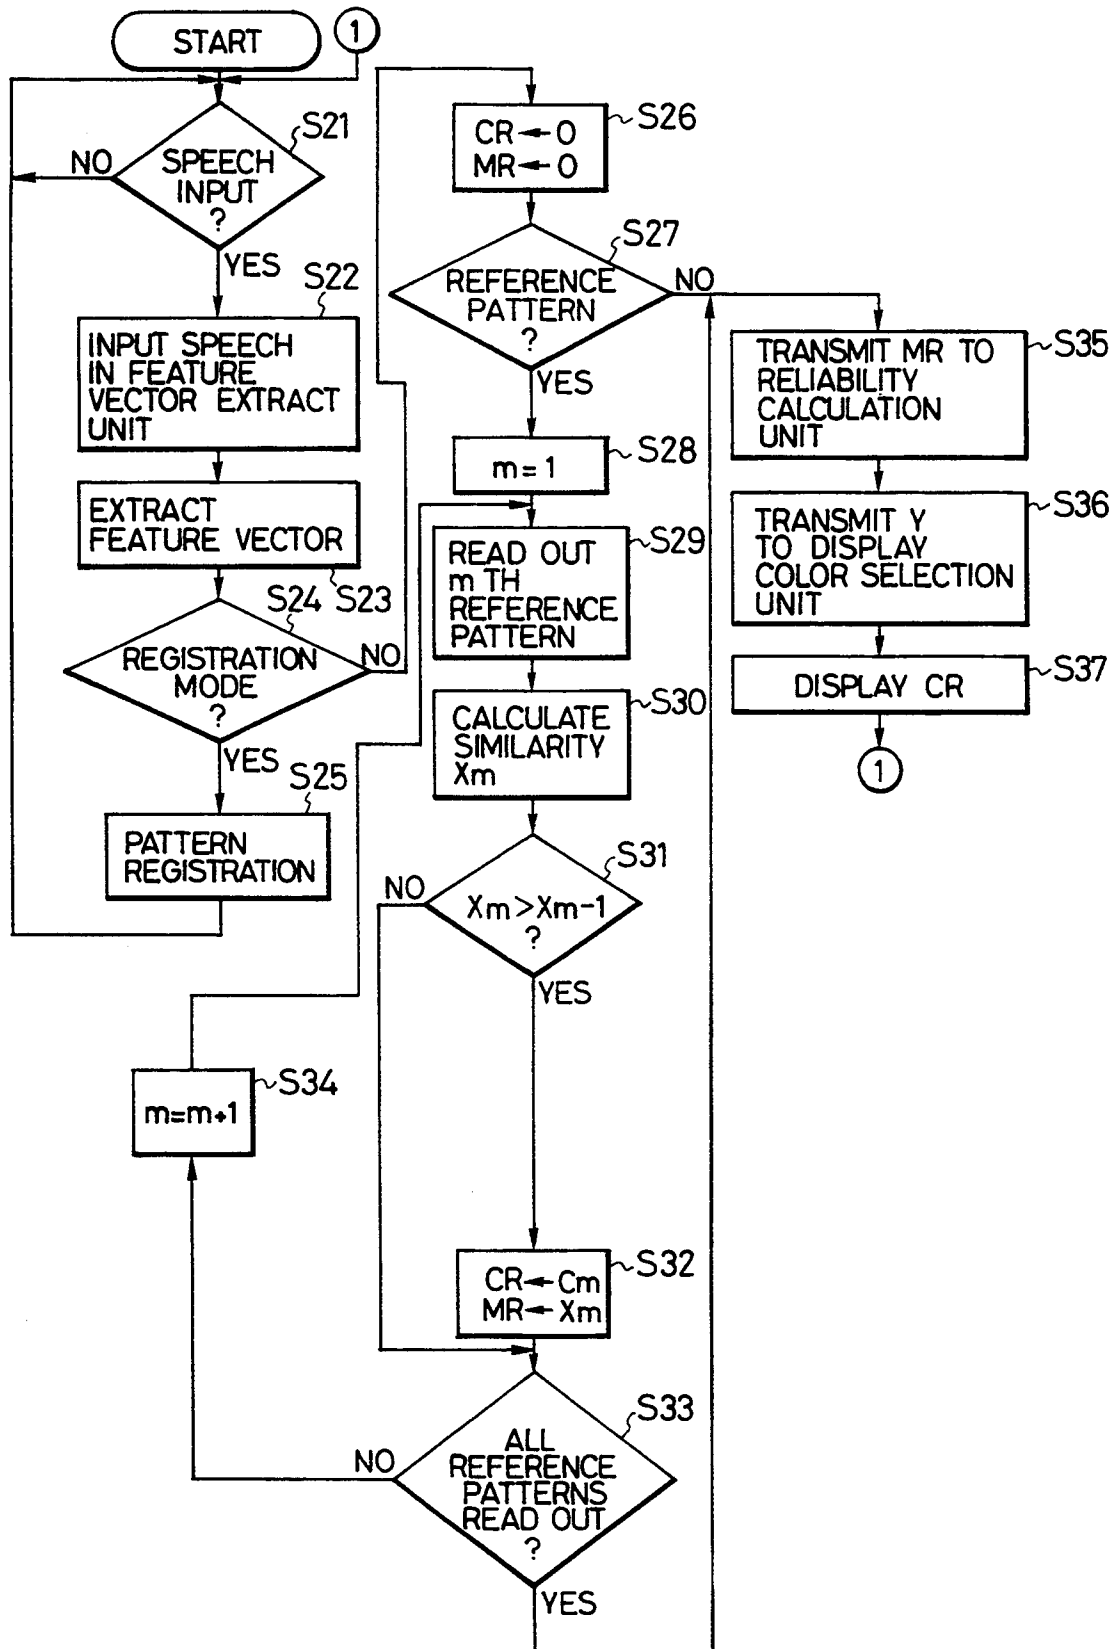 START
1
S21
NO
SPEECH
INPUT
?
YES
S22
INPUT SPEECH
IN FEATURE
VECTOR EXTRACT
UNIT
EXTRACT
FEATURE VECTOR
S23
S24
REGISTRATION
MODE
?
NO
YES
S25
PATTERN
REGISTRATION
S26
CR←0
MR←0
S27
REFERENCE
PATTERN
?
NO
YES
S28
m=1
S29
READ OUT
m TH
REFERENCE
PATTERN
S30
CALCULATE
SIMILARITY
Xm
S31
NO
Xm>Xm-1
?
YES
S34
m=m+1
S32
CR←Cm
MR←Xm
S33
NO
ALL
REFERENCE
PATTERNS
READ OUT
?
YES
S35
TRANSMIT MR TO
RELIABILITY
CALCULATION
UNIT
S36
TRANSMIT Y
TO DISPLAY
COLOR SELECTION
UNIT
S37
DISPLAY CR
1